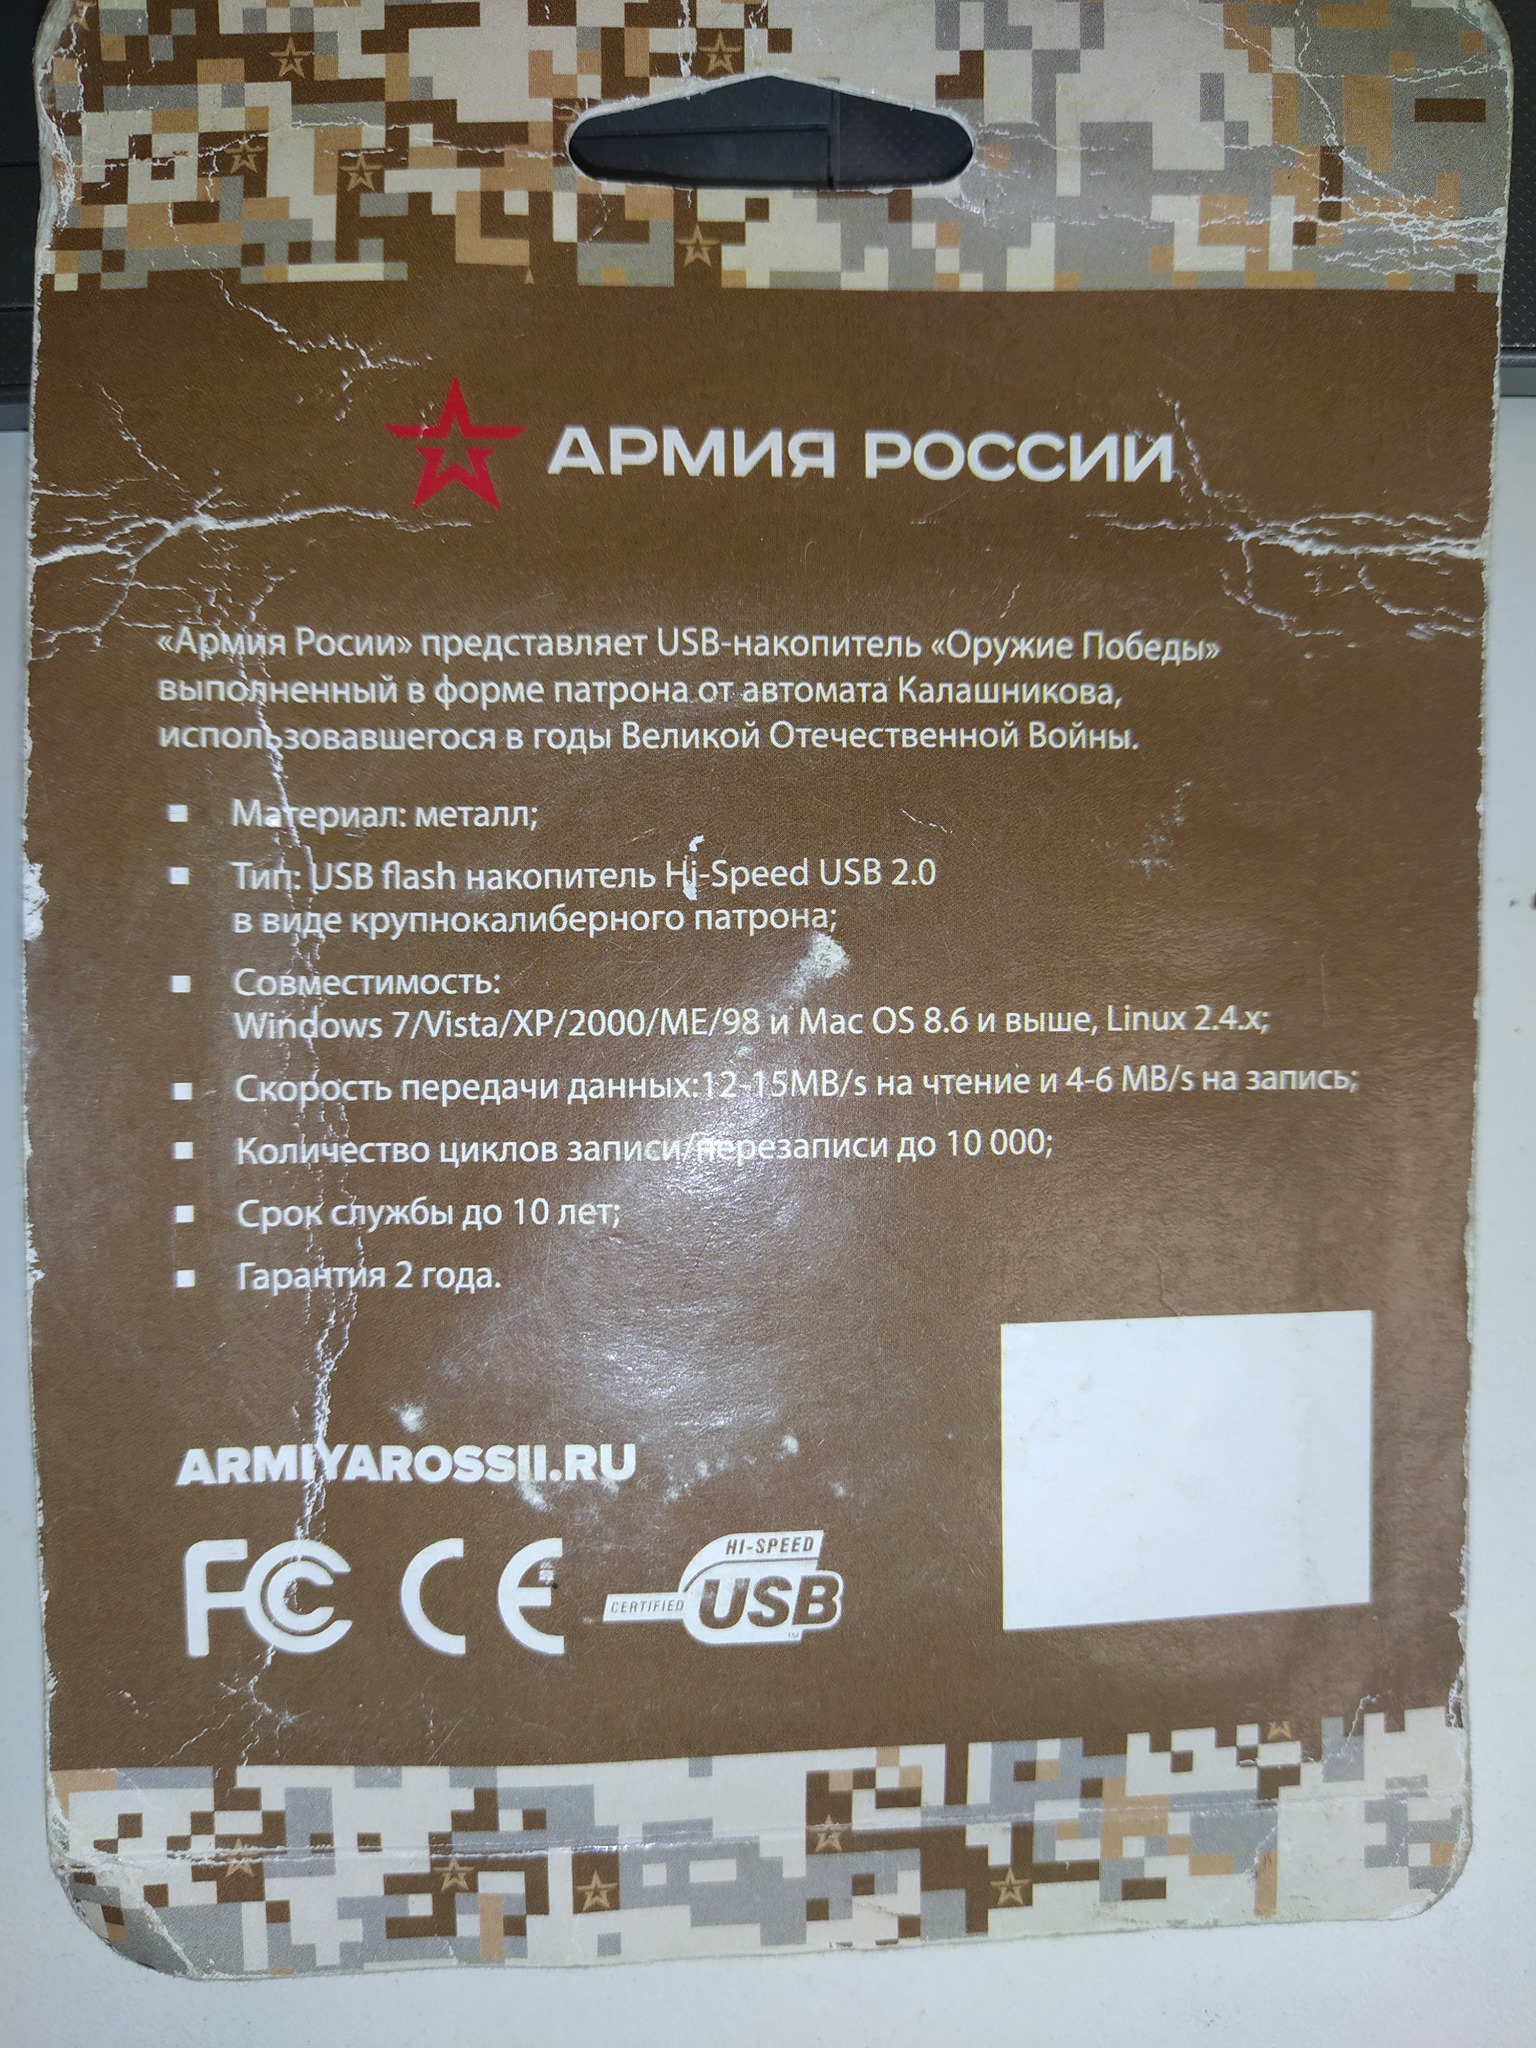 АРМИЯ РОССИИ
«Армия Росии» представляет USB-накопитель «Оружие Победы»
выполненный в форме патрона от автомата Калашникова,
использовавшегося в годы Великой Отечественной Войны.
▪ Материал: металл;
▪ Тип: USB flash накопитель Hi-Speed USB 2.0
в виде крупнокалиберного патрона;
▪ Совместимость:
Windows 7/Vista/XP/2000/ME/98 и Mac OS 8.6 и выше, Linux 2.4.x;
▪ Скорость передачи данных:12-15MB/s на чтение и 4-6 MB/s на запись;
▪ Количество циклов записи/перезаписи до 10 000;
▪ Срок службы до 10 лет;
▪ Гарантия 2 года.
ARMIYAROSSII.RU
FC CE
HI-SPEED
CERTIFIED USB
TM